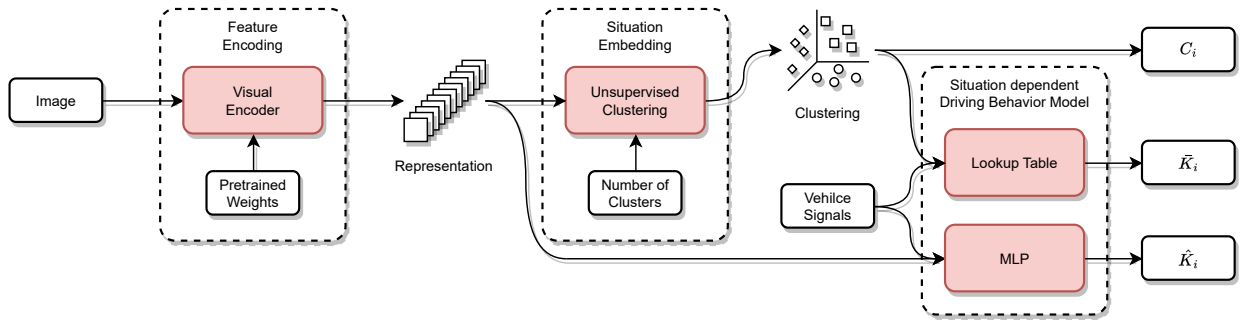 Feature
Encoding
Image
Visual
Encoder
Pretrained
Weights
Representation
Situation
Embedding
Unsupervised
Clustering
Number of
Clusters
Clustering
Vehilce
Signals
Situation dependent
Driving Behavior Model
Lookup Table
MLP
C_i
K̄_i
K̂_i